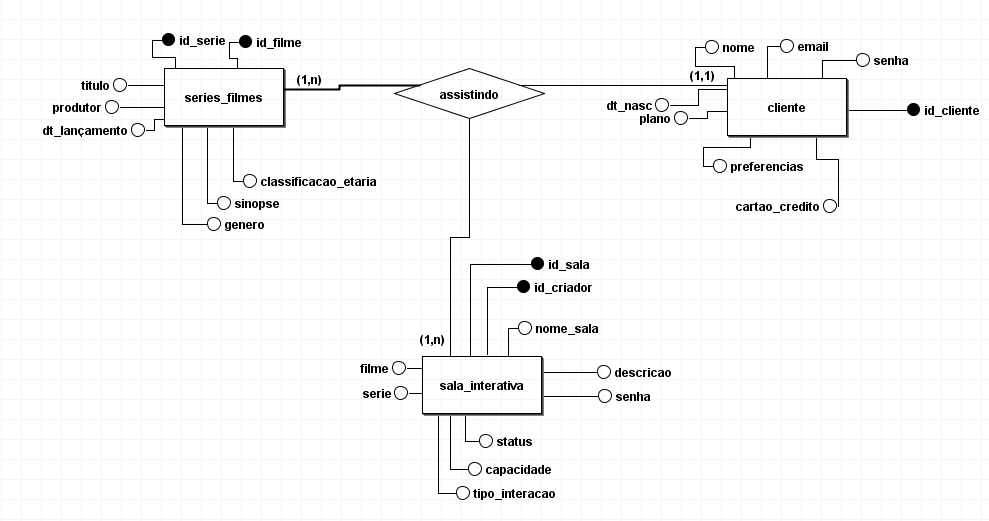 id_serie
id_filme
titulo
produtor
dt_lançamento
series_filmes
(1,n)
assistindo
(1,1)
nome
email
senha
dt_nasc
plano
cliente
id_cliente
preferencias
cartao_credito
classificacao_etaria
sinopse
genero
id_sala
id_criador
nome_sala
(1,n)
filme
serie
sala_interativa
descricao
senha
status
capacidade
tipo_interacao